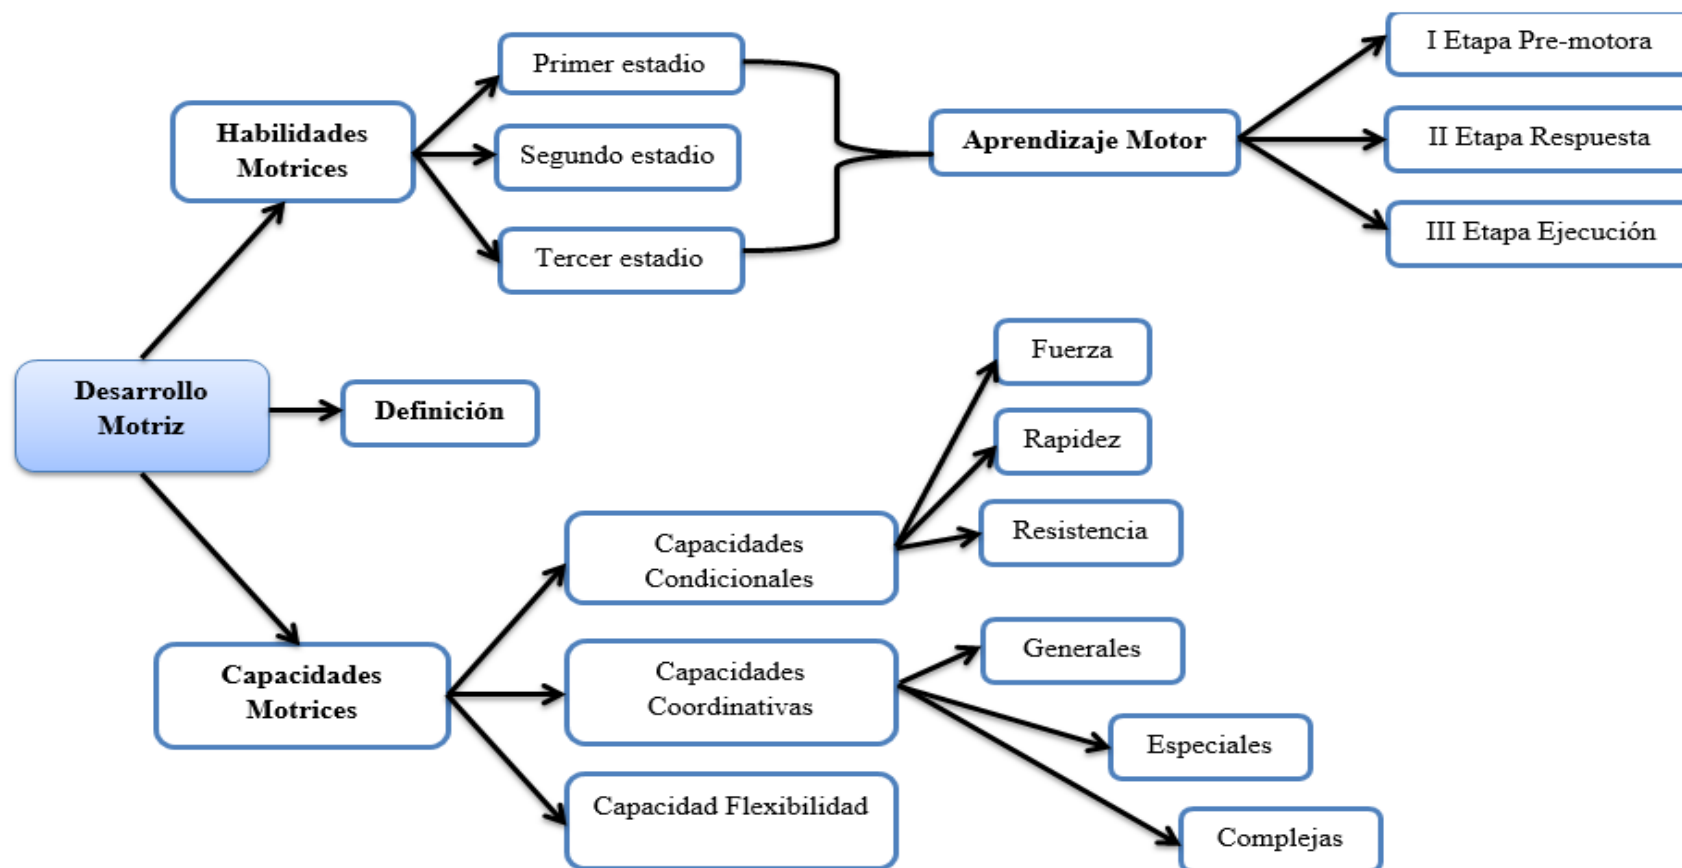 Primer estadio
Habilidades
Motrices
Segundo estadio
Tercer estadio
Aprendizaje Motor
I Etapa Pre-motora
II Etapa Respuesta
III Etapa Ejecución
Desarrollo
Motriz
Definición
Capacidades
Motrices
Capacidades
Condicionales
Fuerza
Rapidez
Resistencia
Capacidades
Coordinativas
Generales
Especiales
Complejas
Capacidad Flexibilidad